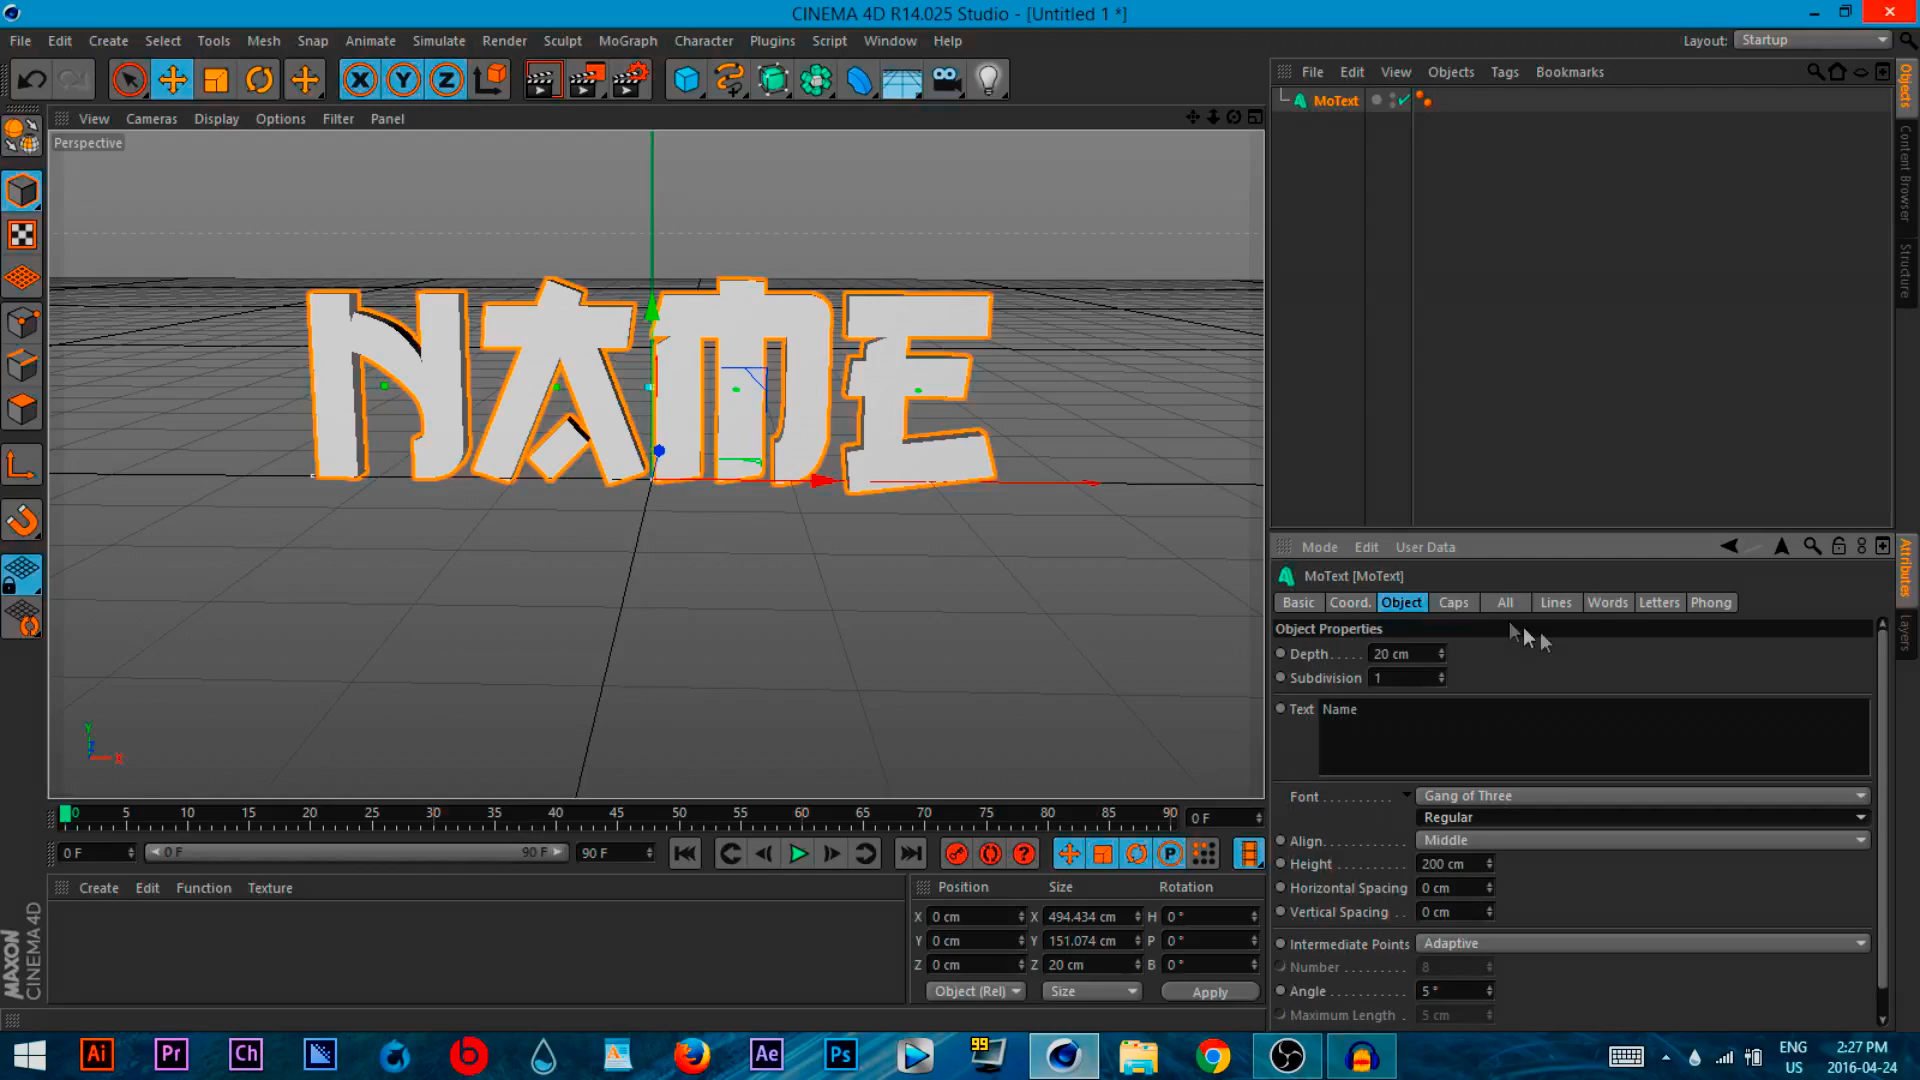 CINEMA 4D R14.025 Studio - [Untitled 1 *]
File Edit Create Select Tools Mesh Snap Animate Simulate Render Sculpt MoGraph Character Plugins Script Window Help Layout: Startup
X Y Z
File Edit View Objects Tags Bookmarks
MoText
View Cameras Display Options Filter Panel
Perspective
NAME
Y
Z
X
Objects
Content Browser
Structure
Mode Edit User Data
MoText [MoText]
Basic Coord. Object Caps All Lines Words Letters Phong
Object Properties
Depth..... 20 cm
Subdivision 1
Text Name
Font.......... Gang of Three
Regular
Align.......... Middle
Height........ 200 cm
Horizontal Spacing 0 cm
Vertical Spacing .. 0 cm
Intermediate Points Adaptive
Number......... 8
Angle........... 5 °
Maximum Length . 5 cm
Attributes
Layers
0 5 10 15 20 25 30 35 40 45 50 55 60 65 70 75 80 85 90 0 F
0 F 0 F 90 F 90 F
P
Create Edit Function Texture
Position Size Rotation
X 0 cm X 494.434 cm H 0 °
Y 0 cm Y 151.074 cm P 0 °
Z 0 cm Z 20 cm B 0 °
Object (Rel) Size Apply
MAXON
CINEMA 4D
Ai Pr Ch Ae Ps 99
ENG
US
2:27 PM
2016-04-24